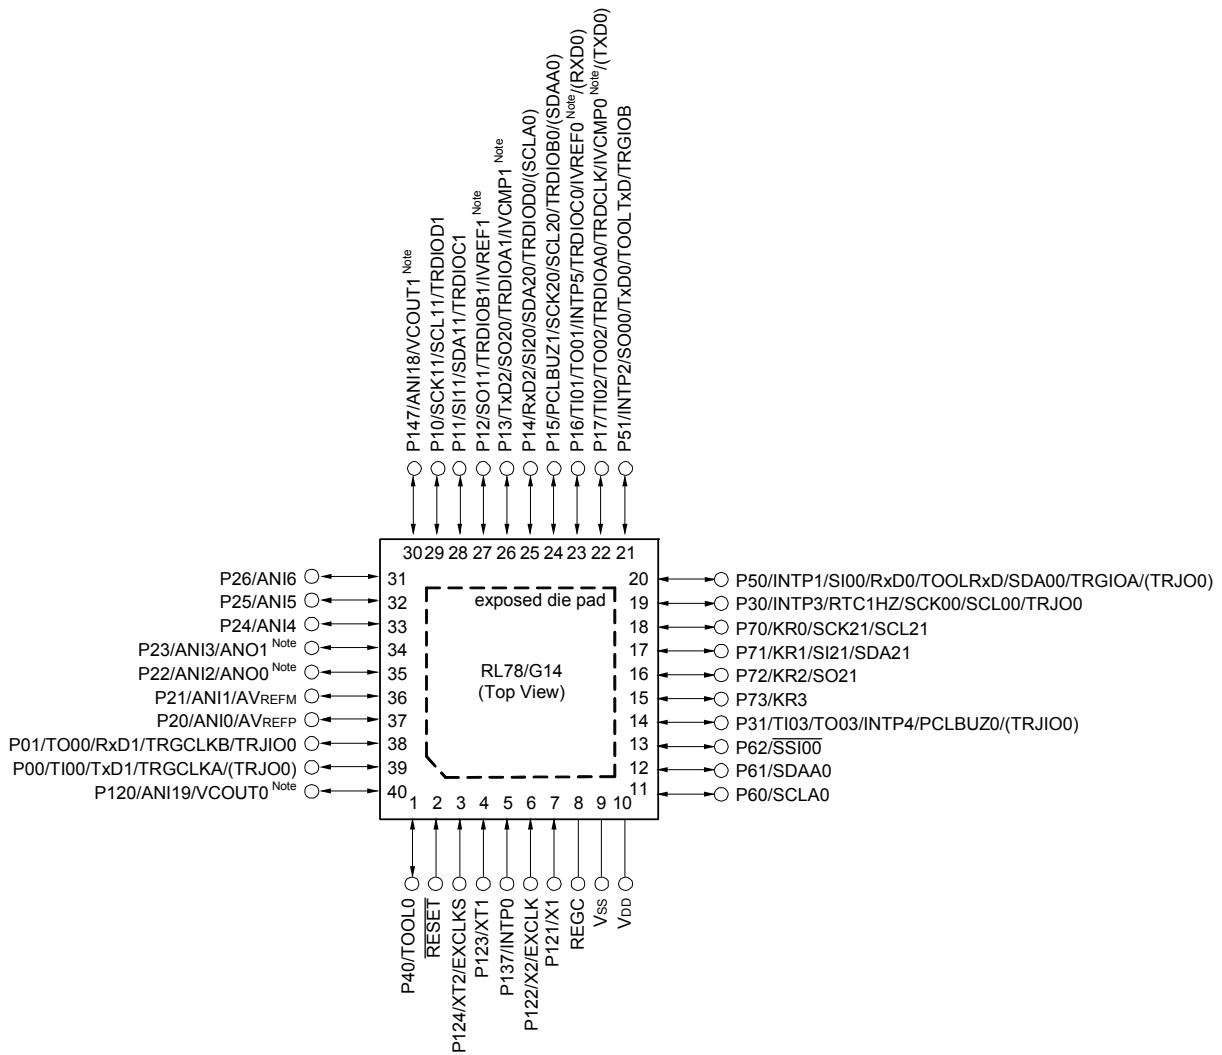 P147/ANI18/VCOUT1 Note
P10/SCK11/SCL11/TRDIOD1
P11/SI11/SDA11/TRDIOC1
P12/SO11/TRDIOB1/IVREF1 Note
P13/TxD2/SO20/TRDIOA1/IVCMP1 Note
P14/RxD2/SI20/SDA20/TRDIOD0/(SCLA0)
P15/PCLBUZ1/SCK20/SCL20/TRDIOB0/(SDAA0)
P16/TI01/TO01/INTP5/TRDIOC0/IVREF0 Note/(RXD0)
P17/TI02/TO02/TRDIOA0/TRDCLK/IVCMP0 Note/(TXD0)
P51/INTP2/SO00/TxD0/TOOLTxD/TRGIOB
30 29 28 27 26 25 24 23 22 21
P26/ANI6 31
P25/ANI5 32
P24/ANI4 33
P23/ANI3/ANO1 Note 34
P22/ANI2/ANO0 Note 35
P21/ANI1/AVREFM 36
P20/ANI0/AVREFP 37
P01/TO00/RxD1/TRGCLKB/TRJIO0 38
P00/TI00/TxD1/TRGCLKA/(TRJO0) 39
P120/ANI19/VCOUT0 Note 40
exposed die pad
RL78/G14
(Top View)
20 P50/INTP1/SI00/RxD0/TOOLRxD/SDA00/TRGIOA/(TRJO0)
19 P30/INTP3/RTC1HZ/SCK00/SCL00/TRJO0
18 P70/KR0/SCK21/SCL21
17 P71/KR1/SI21/SDA21
16 P72/KR2/SO21
15 P73/KR3
14 P31/TI03/TO03/INTP4/PCLBUZ0/(TRJIO0)
13 P62/SSI00
12 P61/SDAA0
11 P60/SCLA0
1 2 3 4 5 6 7 8 9 10
P40/TOOL0
RESET
P124/XT2/EXCLKS
P123/XT1
P137/INTP0
P122/X2/EXCLK
P121/X1
REGC
VSS
VDD